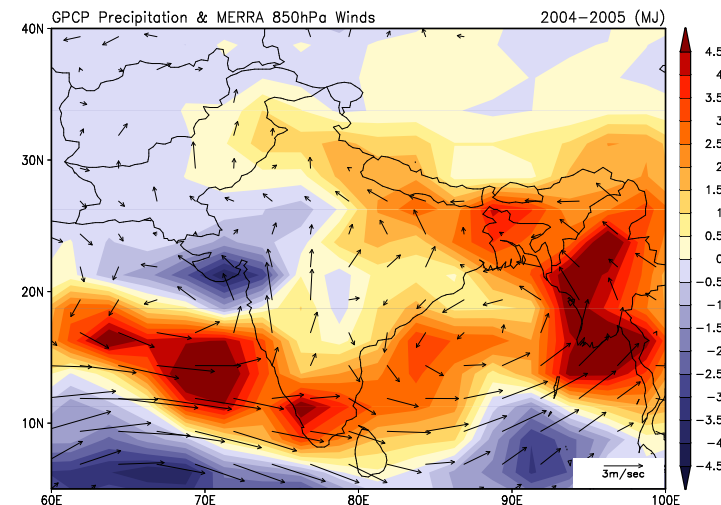 GPCP Precipitation & MERRA 850hPa Winds 2004−2005 (MJ)
40N
30N
20N
10N
60E 70E 80E 90E 100E
3m/sec
4.5
4.
3.5
3.
2.5
2.
1.5
1.
0.5
0.
−0.5
−1.
−1.5
−2.
−2.5
−3.
−3.5
−4.
−4.5